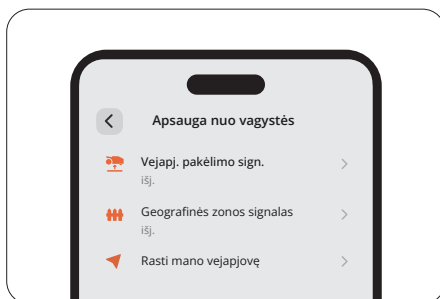 Apsauga nuo vagystės
Vejapj. pakėlimo sign.
išj.
Geografinės zonos signalas
išj.
Rasti mano vejapjovę